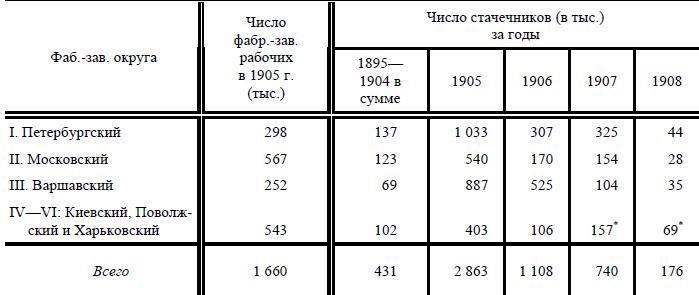 Фаб.-зав. округа
Число
фабр.-зав.
рабочих
в 1905 г.
(тыс.)
Число стачечников (в тыс.)
за годы
1895—
1904 в
сумме
1905
1906
1907
1908
I. Петербургский 298 137 1 033 307 325 44
II. Московский 567 123 540 170 154 28
III. Варшавский 252 69 887 525 104 35
IV—VI: Киевский, Поволж-
ский и Харьковский 543 102 403 106 157* 69*
Всего 1 660 431 2 863 1 108 740 176